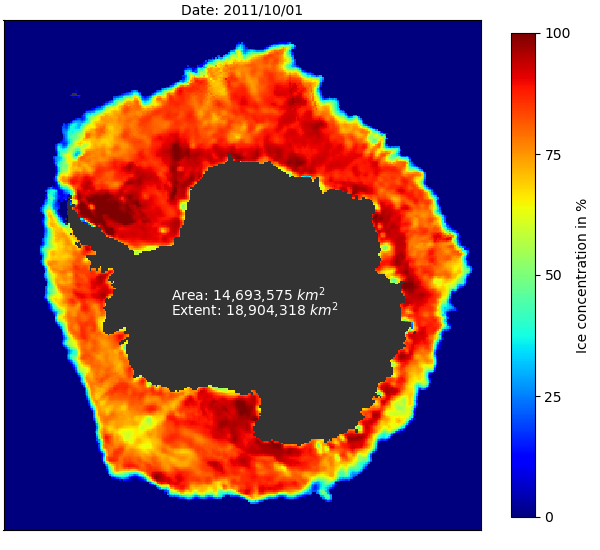 Date: 2011/10/01
Area: 14,693,575 km²
Extent: 18,904,318 km²
100
75
50
25
0
Ice concentration in %